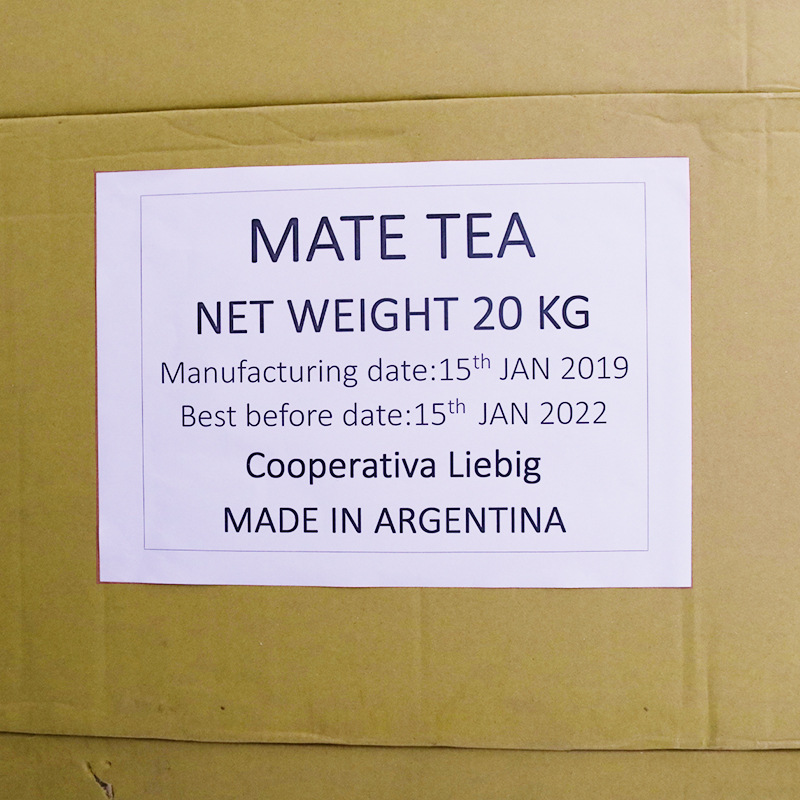 MATE TEA
NET WEIGHT 20 KG
Manufacturing date:15th JAN 2019
Best before date:15th JAN 2022
Cooperativa Liebig
MADE IN ARGENTINA